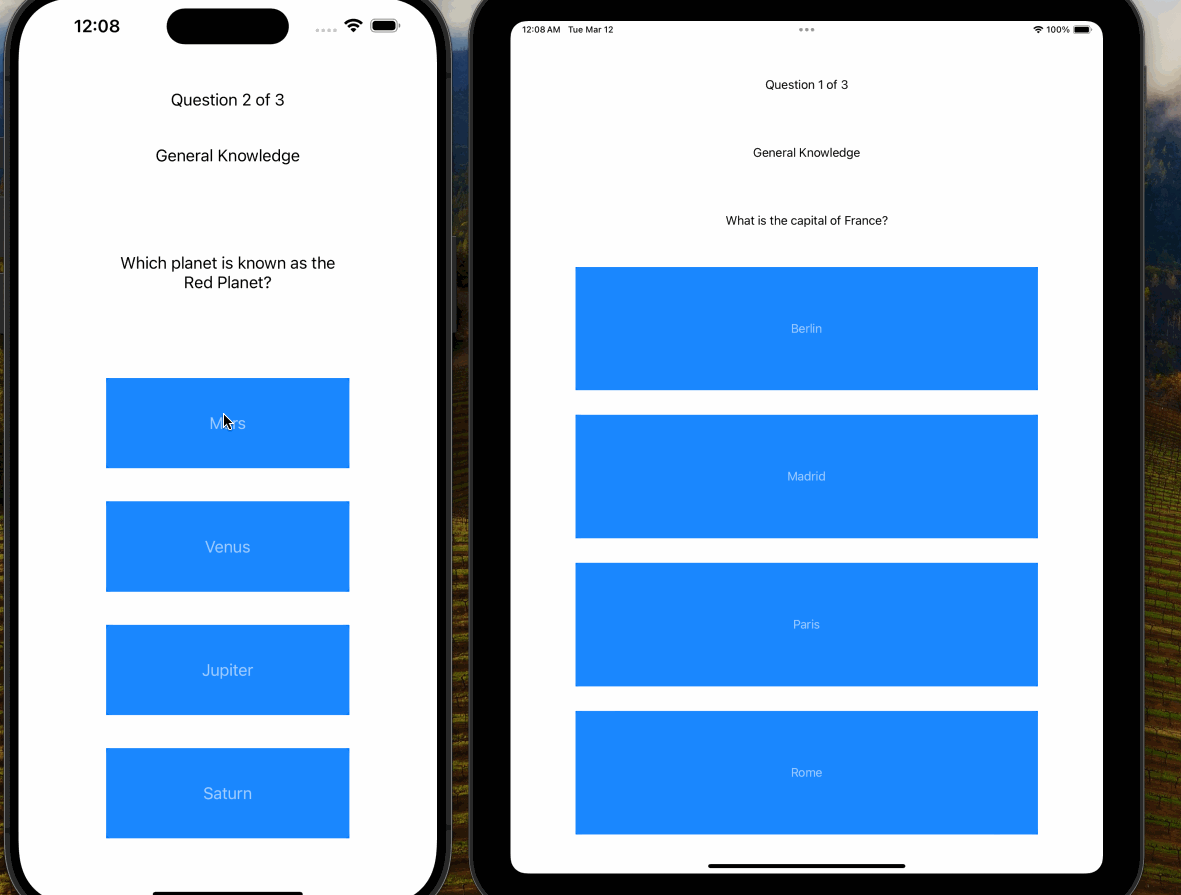 12:08
Question 2 of 3
General Knowledge
Which planet is known as the
Red Planet?
Mars
Venus
Jupiter
Saturn
12:08 AM Tue Mar 12
100%
Question 1 of 3
General Knowledge
What is the capital of France?
Berlin
Madrid
Paris
Rome